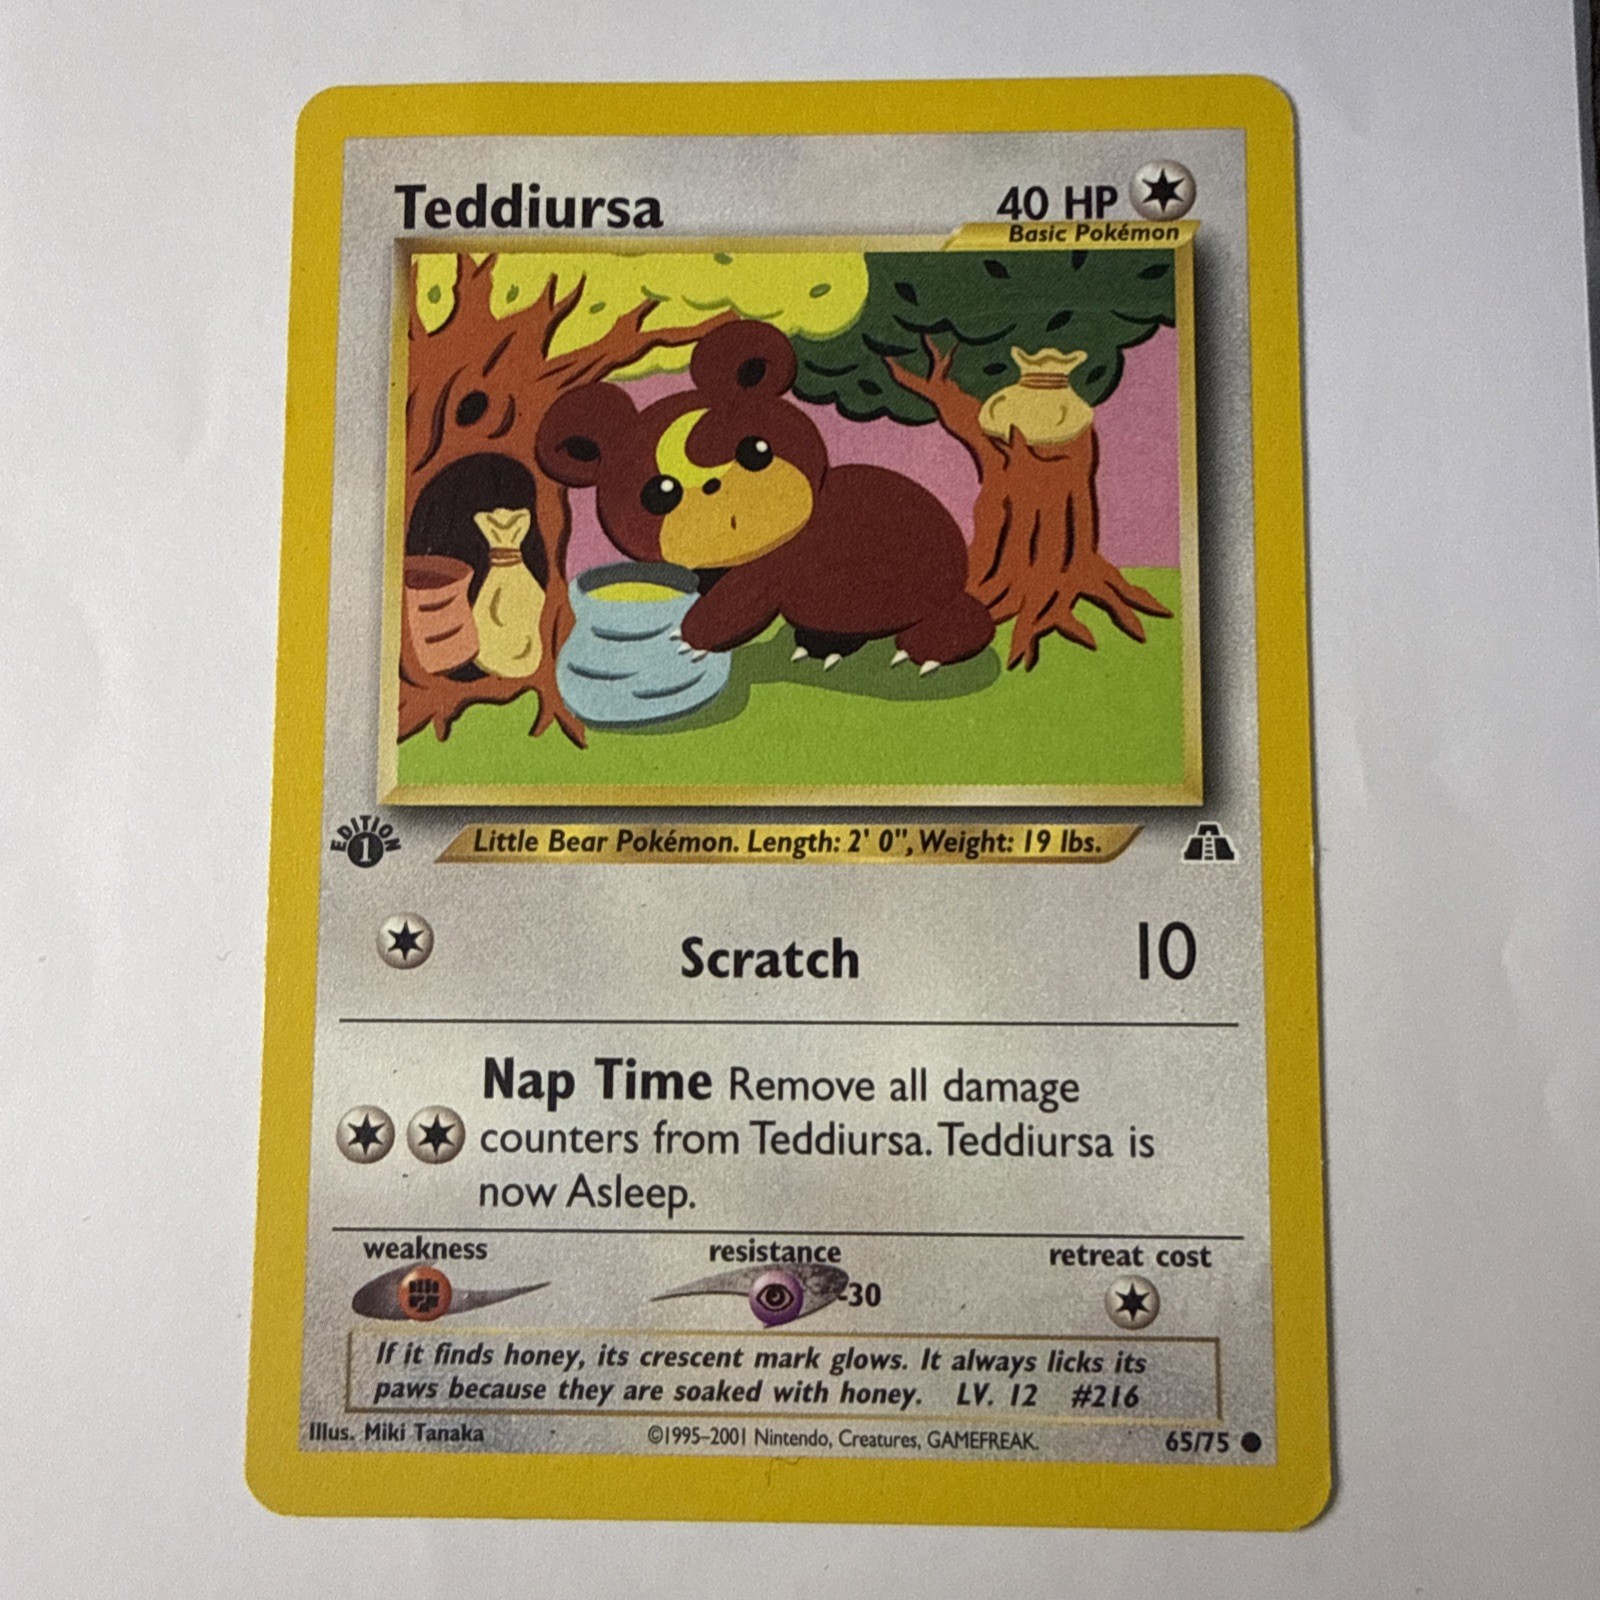 Teddiursa
40 HP
Basic Pokémon
EDITION
1
Little Bear Pokémon. Length: 2' 0", Weight: 19 lbs.
Scratch 10
Nap Time Remove all damage
counters from Teddiursa. Teddiursa is
now Asleep.
weakness resistance retreat cost
-30
If it finds honey, its crescent mark glows. It always licks its
paws because they are soaked with honey. LV. 12 #216
Illus. Miki Tanaka ©1995–2001 Nintendo, Creatures, GAMEFREAK. 65/75